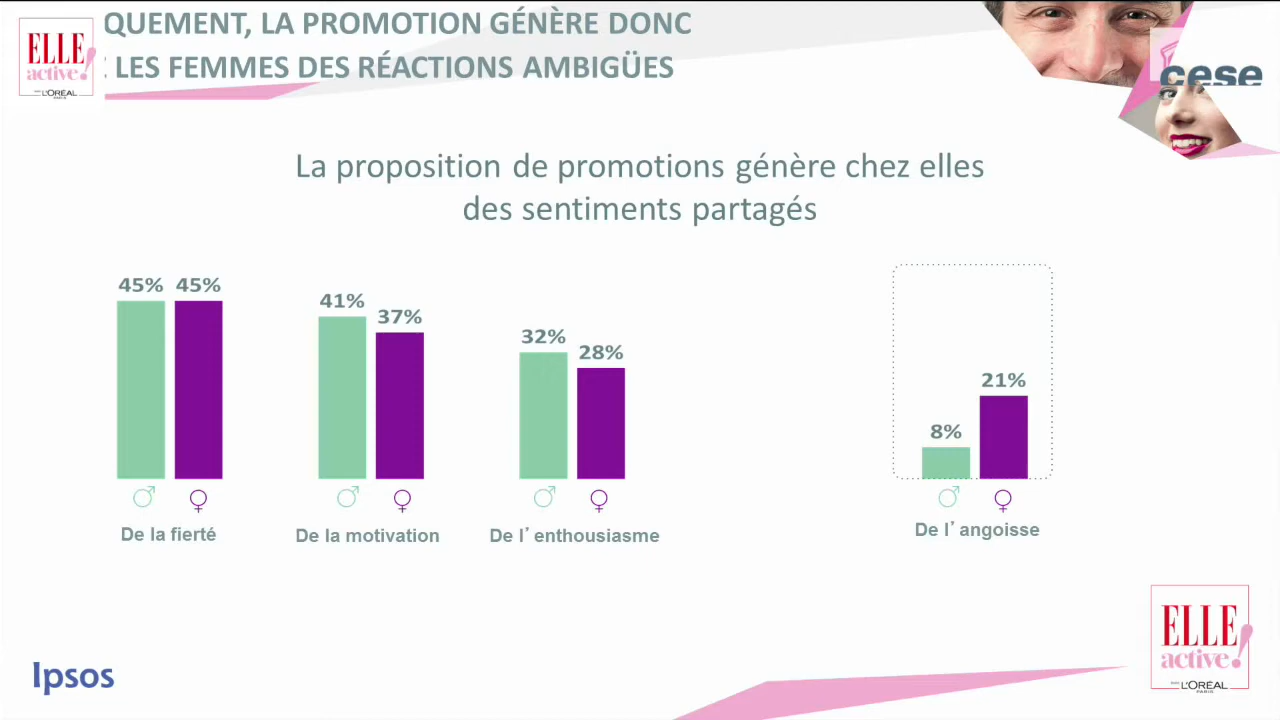 QUEMENT, LA PROMOTION GÉNÈRE DONC
LES FEMMES DES RÉACTIONS AMBIGÜES
ELLE
active!
L'ORÉAL
PARIS
cese
La proposition de promotions génère chez elles
des sentiments partagés
45% 45%
41% 37%
32% 28%
8% 21%
♂ ♀ ♂ ♀ ♂ ♀ ♂ ♀
De la fierté
De la motivation
De l’enthousiasme
De l’angoisse
Ipsos
ELLE
active!
L'ORÉAL
PARIS